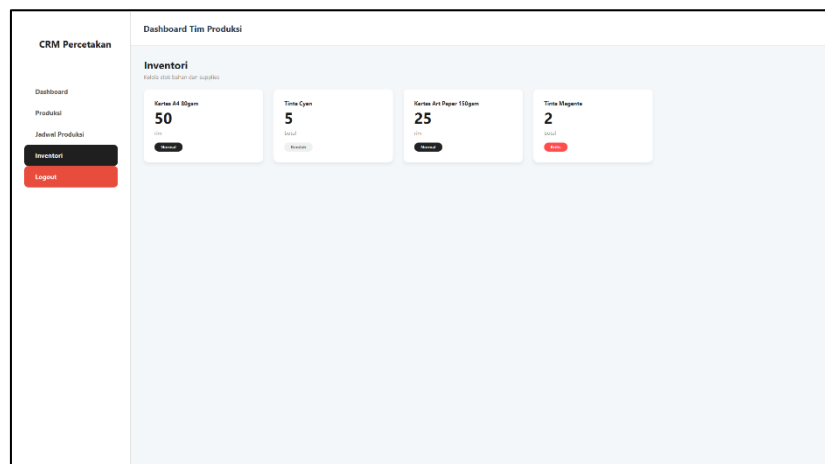 CRM Percetakan
Dashboard
Produksi
Jadwal Produksi
Inventori
Logout
Dashboard Tim Produksi
Inventori
Kelola stok bahan dan supplies
Kertas A4 80gsm
50
rim
Normal
Tinta Cyan
5
botol
Rendah
Kertas Art Paper 150gsm
25
rim
Normal
Tinta Magenta
2
botol
Kritis